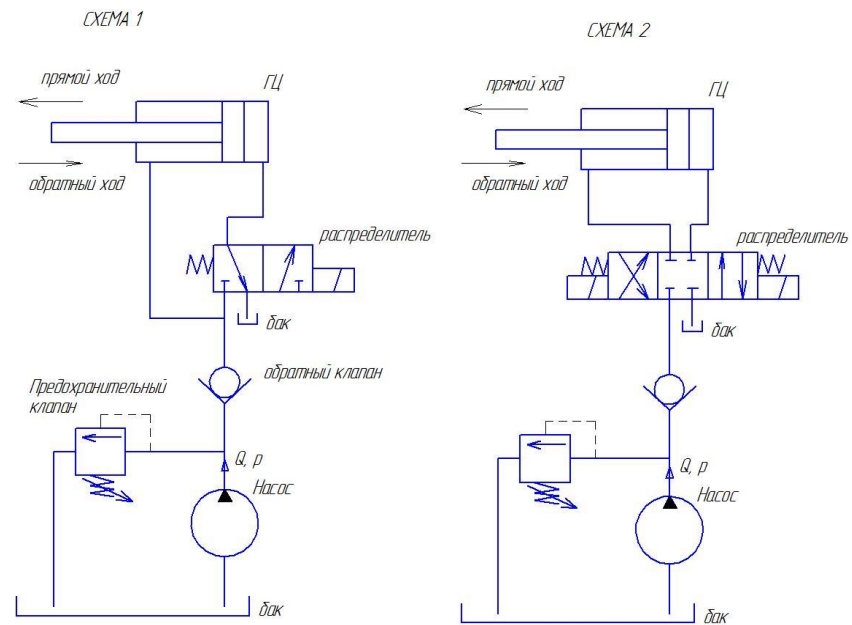 СХЕМА 1
прямой ход
ГЦ
обратный ход
распределитель
бак
обратный клапан
Предохранительный
клапан
Q, p
Насос
бак
СХЕМА 2
прямой ход
ГЦ
обратный ход
распределитель
бак
Q, p
Насос
бак